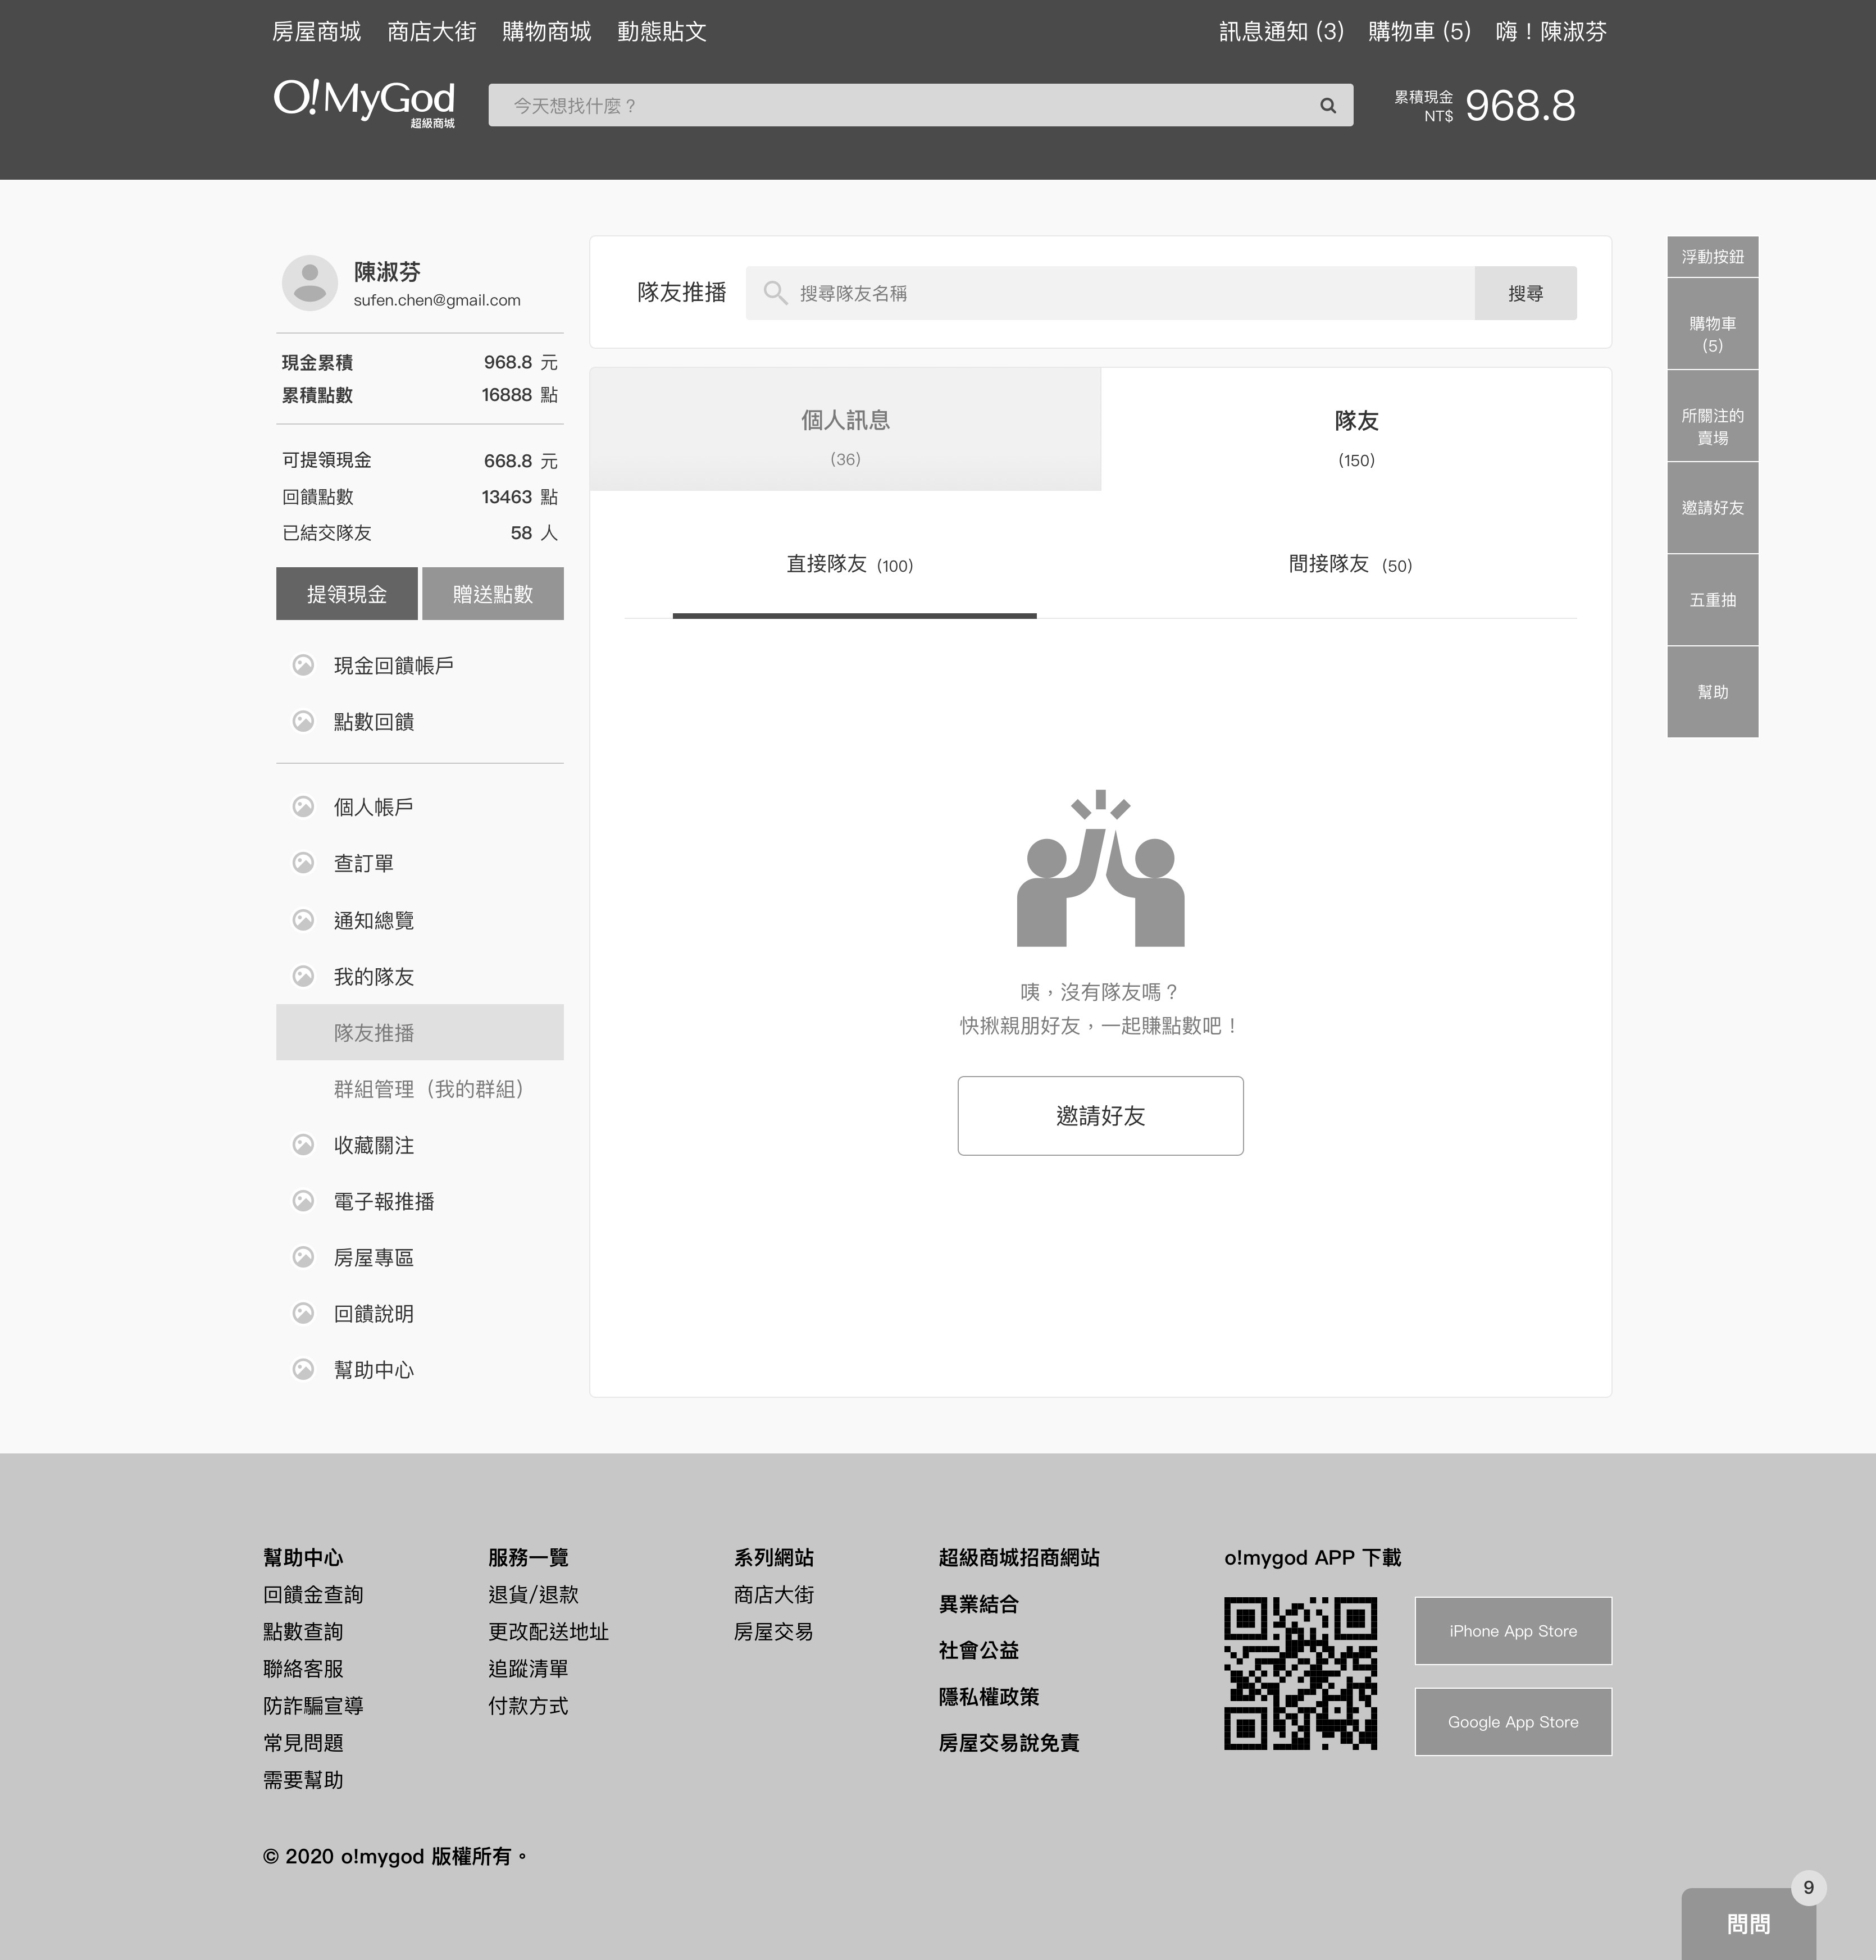 房屋商城 商店大街 購物商城 動態貼文 訊息通知 (3) 購物車 (5) 嗨！陳淑芬
O!MyGod
超級商城
今天想找什麼？
累積現金
NT$
968.8
陳淑芬
sufen.chen@gmail.com
現金累積 968.8 元
累積點數 16888 點
可提領現金 668.8 元
回饋點數 13463 點
已結交隊友 58 人
提領現金 贈送點數
現金回饋帳戶
點數回饋
個人帳戶
查訂單
通知總覽
我的隊友
隊友推播
群組管理（我的群組）
收藏關注
電子報推播
房屋專區
回饋說明
幫助中心
隊友推播 搜尋隊友名稱 搜尋
個人訊息
(36)
隊友
(150)
直接隊友 (100) 間接隊友 (50)
咦，沒有隊友嗎？
快揪親朋好友，一起賺點數吧！
邀請好友
浮動按鈕
購物車
(5)
所關注的
賣場
邀請好友
五重抽
幫助
幫助中心
回饋金查詢
點數查詢
聯絡客服
防詐騙宣導
常見問題
需要幫助
服務一覽
退貨/退款
更改配送地址
追蹤清單
付款方式
系列網站
商店大街
房屋交易
超級商城招商網站
異業結合
社會公益
隱私權政策
房屋交易說免責
o!mygod APP 下載
iPhone App Store
Google App Store
© 2020 o!mygod 版權所有。
9
問問